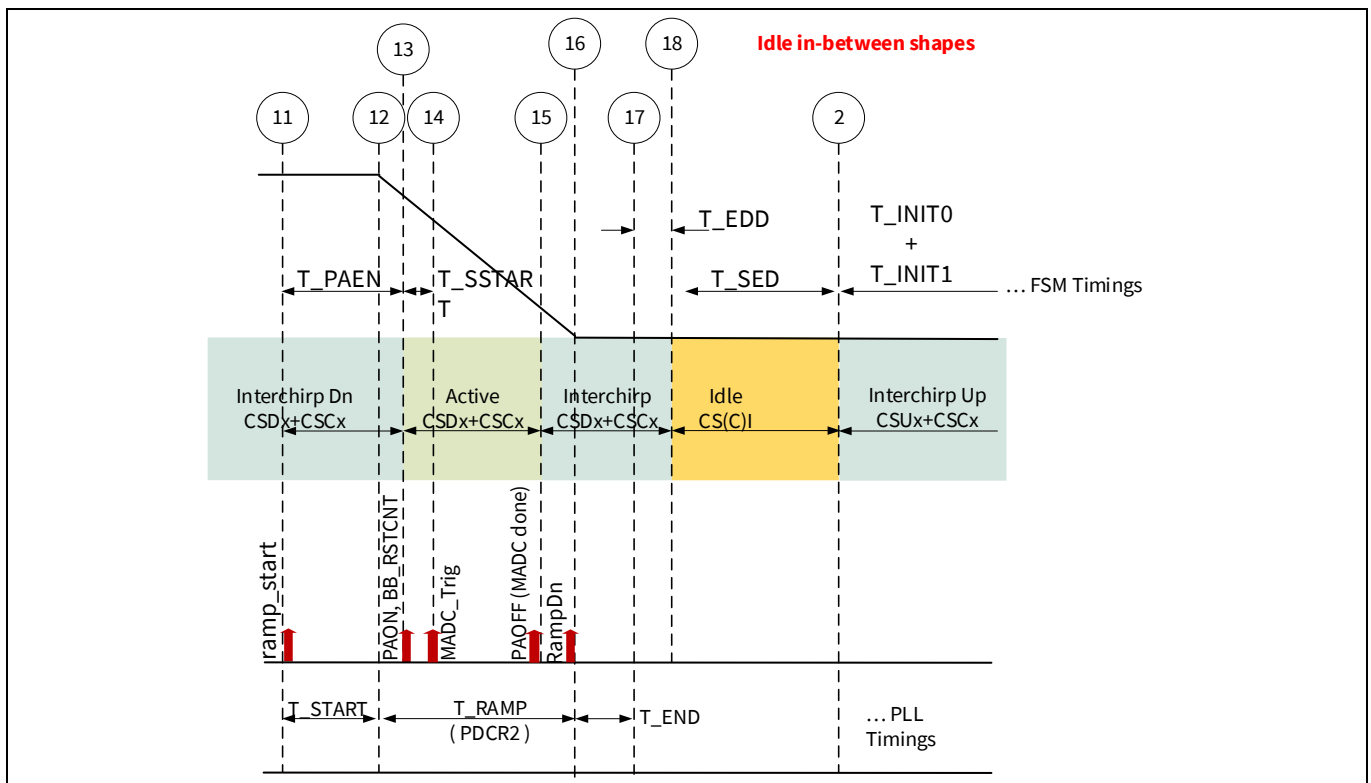 Idle in-between shapes
13
16
18
11
12
14
15
17
2
T_EDD
T_INIT0
+
T_INIT1
T_PAEN
T_SSTAR
T
T_SED
… FSM Timings
Interchirp Dn
CSDx+CSCx
Active
CSDx+CSCx
Interchirp
CSDx+CSCx
Idle
CS(C)I
Interchirp Up
CSUx+CSCx
ramp_start
PAON, BB_RSTCNT
MADC_Trig
PAOFF (MADC done)
RampDn
T_START
T_RAMP
( PDCR2 )
T_END
… PLL
Timings